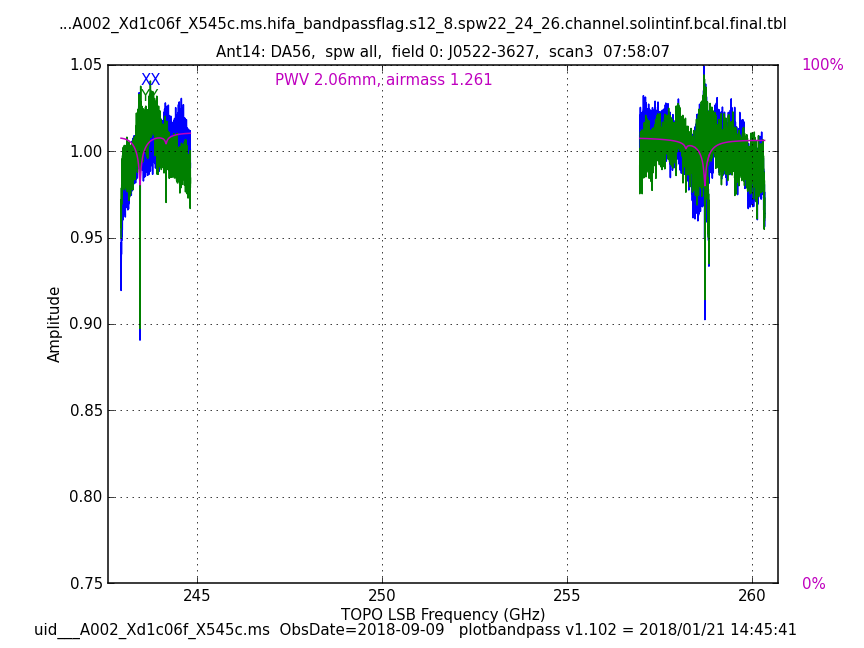 ...A002_Xd1c06f_X545c.ms.hifa_bandpassflag.s12_8.spw22_24_26.channel.solintinf.bcal.final.tbl
Ant14: DA56, spw all, field 0: J0522-3627, scan3 07:58:07
1.05
100%
XX
PWV 2.06mm, airmass 1.261
YY
1.00
0.95
0.90
0.85
0.80
0.75
0%
Amplitude
245 250 255 260
TOPO LSB Frequency (GHz)
uid___A002_Xd1c06f_X545c.ms ObsDate=2018-09-09 plotbandpass v1.102 = 2018/01/21 14:45:41